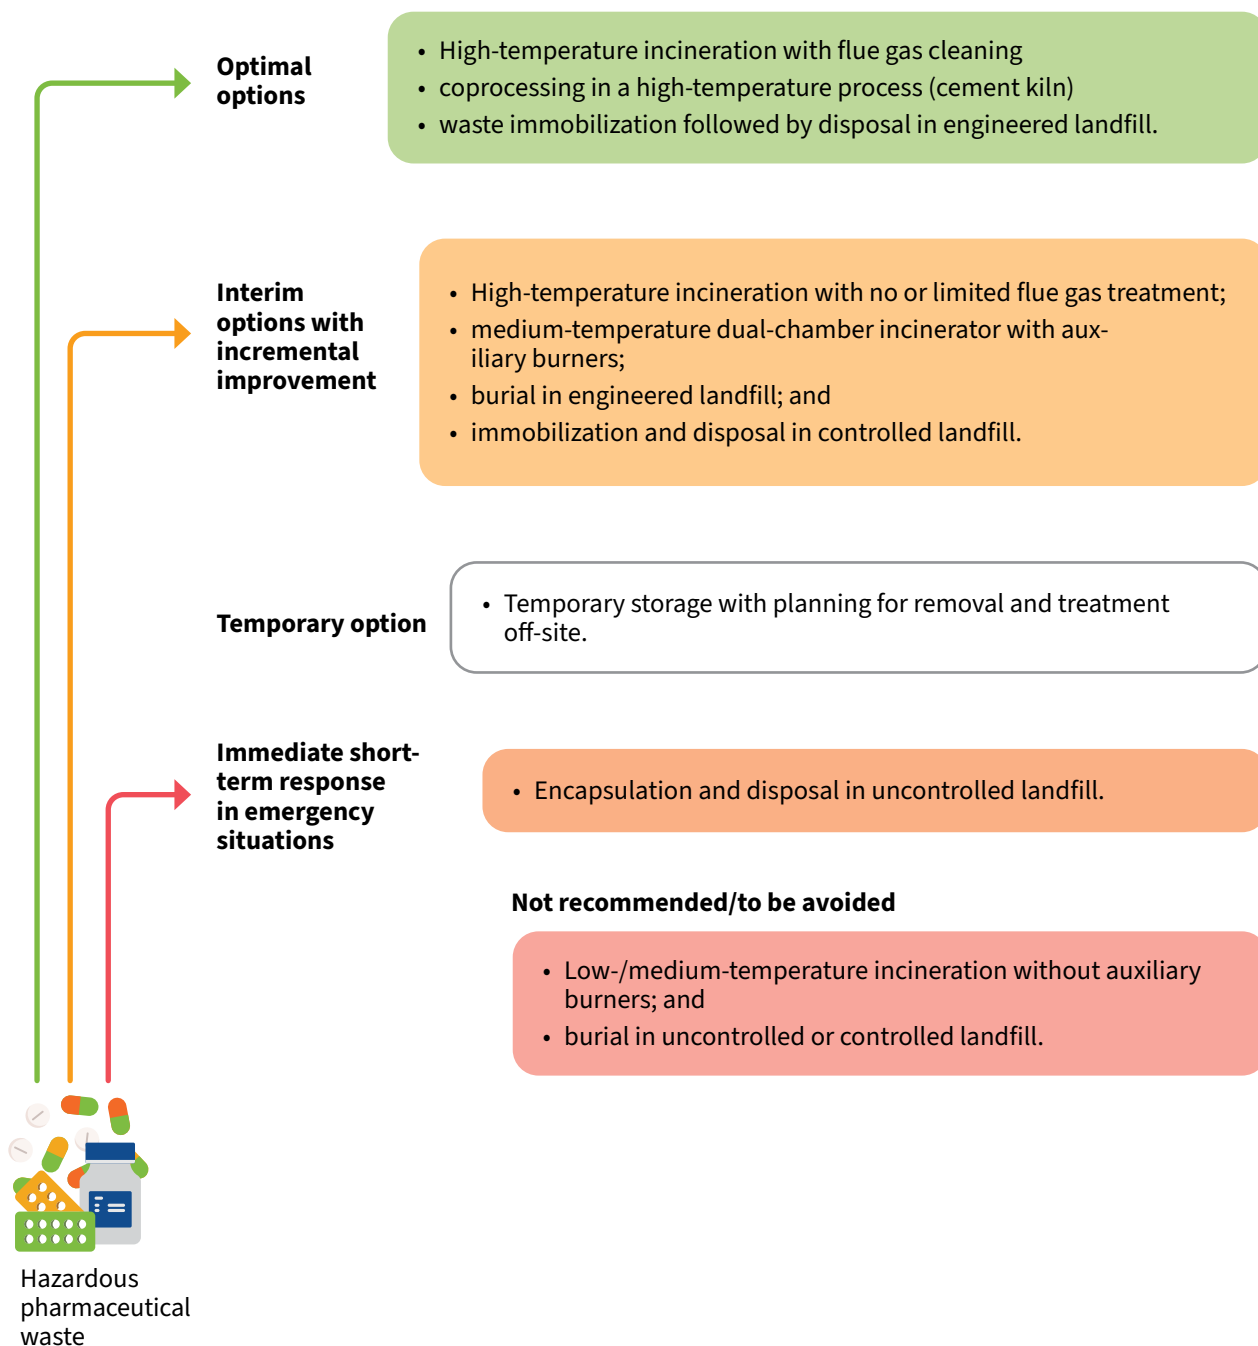 Optimal
options
• High-temperature incineration with flue gas cleaning
• coprocessing in a high-temperature process (cement kiln)
• waste immobilization followed by disposal in engineered landfill.
Interim
options with
incremental
improvement
• High-temperature incineration with no or limited flue gas treatment;
• medium-temperature dual-chamber incinerator with aux-
iliary burners;
• burial in engineered landfill; and
• immobilization and disposal in controlled landfill.
Temporary option
• Temporary storage with planning for removal and treatment
off-site.
Immediate short-
term response
in emergency
situations
• Encapsulation and disposal in uncontrolled landfill.
Not recommended/to be avoided
• Low-/medium-temperature incineration without auxiliary
burners; and
• burial in uncontrolled or controlled landfill.
Hazardous
pharmaceutical
waste